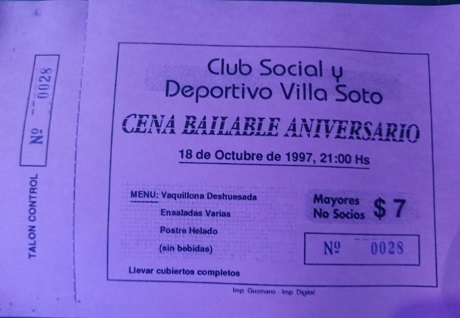 Nº 0028
TALON CONTROL
Club Social y
Deportivo Villa Soto
CENA BAILABLE ANIVERSARIO
18 de Octubre de 1997, 21:00 Hs
MENU: Vaquillona Deshuesada
Ensaladas Varias
Postre Helado
(sin bebidas)
Llevar cubiertos completos
Mayores
No Socios $ 7
Nº 0028
Imp. Guzmano - Imp. Digital